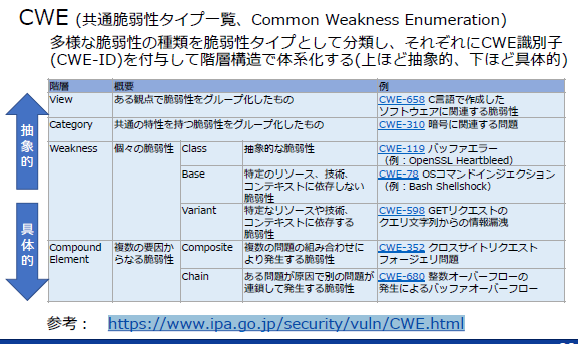 CWE (共通脆弱性タイプ一覧、Common Weakness Enumeration)
多様な脆弱性の種類を脆弱性タイプとして分類し、それぞれにCWE識別子
(CWE-ID)を付与して階層構造で体系化する(上ほど抽象的、下ほど具体的)
抽象的
具体的
階層 概要 例
View ある観点で脆弱性をグループ化したもの CWE-658 C言語で作成した
ソフトウェアに関連する脆弱性
Category 共通の特性を持つ脆弱性をグループ化したもの CWE-310 暗号に関連する問題
Weakness 個々の脆弱性 Class 抽象的な脆弱性 CWE-119 バッファエラー
(例:OpenSSL Heartbleed)
Base 特定のリソース、技術、 CWE-78 OSコマンドインジェクション
コンテキストに依存しない (例:Bash Shellshock)
脆弱性
Variant 特定なリソースや技術、 CWE-598 GETリクエストの
コンテキストに依存する クエリ文字列からの情報漏洩
脆弱性
Compound 複数の要因か Composite 複数の問題の組み合わせに CWE-352 クロスサイトリクエスト
Element らなる脆弱性 より発生する脆弱性 フォージェリ問題
Chain ある問題が原因で別の問題が CWE-680 整数オーバーフローの
連鎖して発生する脆弱性 発生によるバッファオーバーフロー
参考: https://www.ipa.go.jp/security/vuln/CWE.html